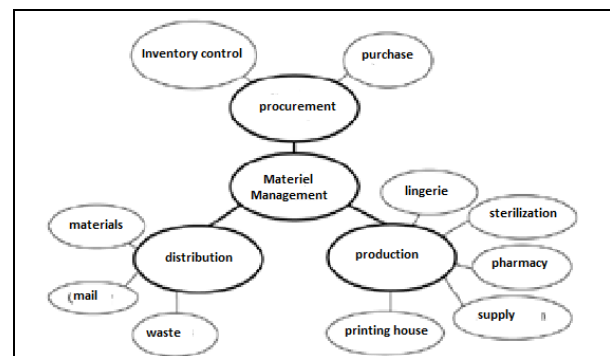 Inventory control
purchase
procurement
Materiel
Management
lingerie
sterilization
materials
distribution
production
pharmacy
mail
supply
waste
printing house